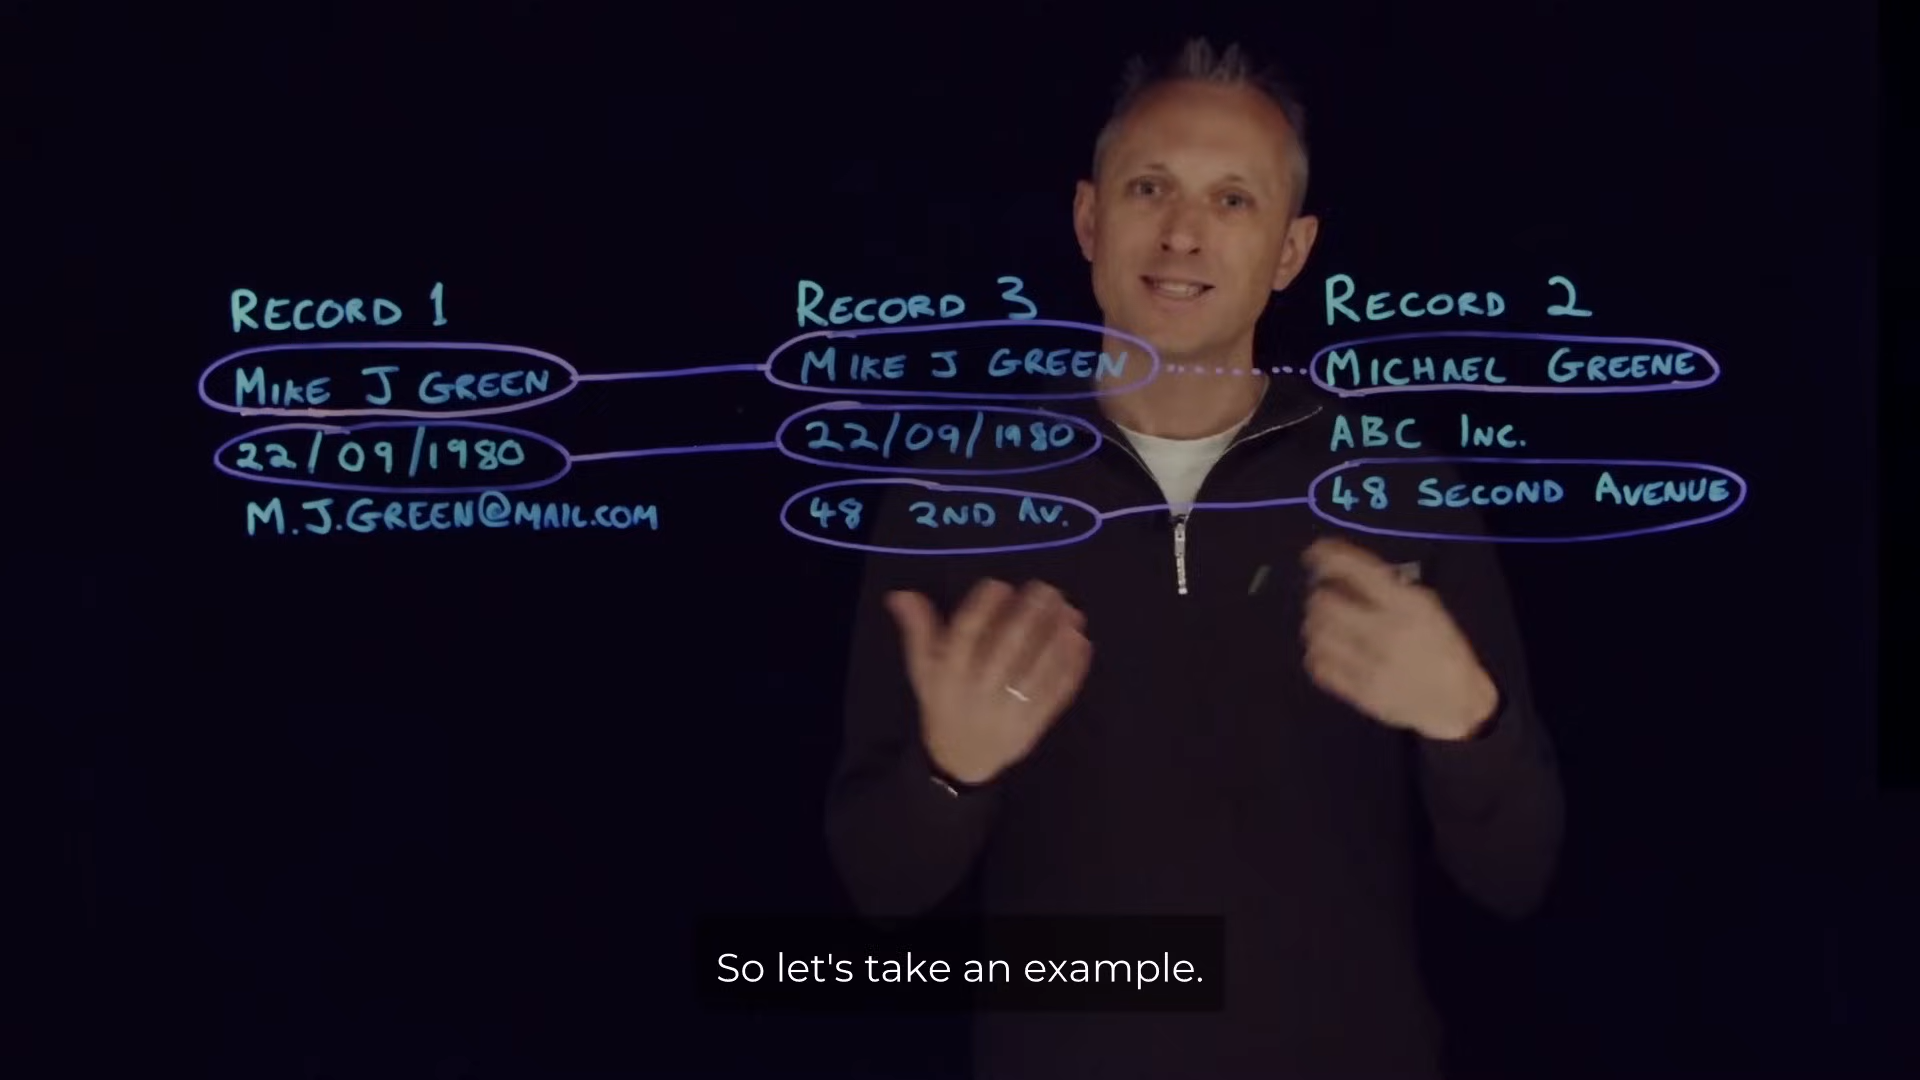 RECORD 1
MIKE J GREEN
22/09/1980
M.J.GREEN@MAIL.COM
RECORD 3
MIKE J GREEN
22/09/1980
48 2ND AV.
RECORD 2
MICHAEL GREENE
ABC INC.
48 SECOND AVENUE
So let's take an example.